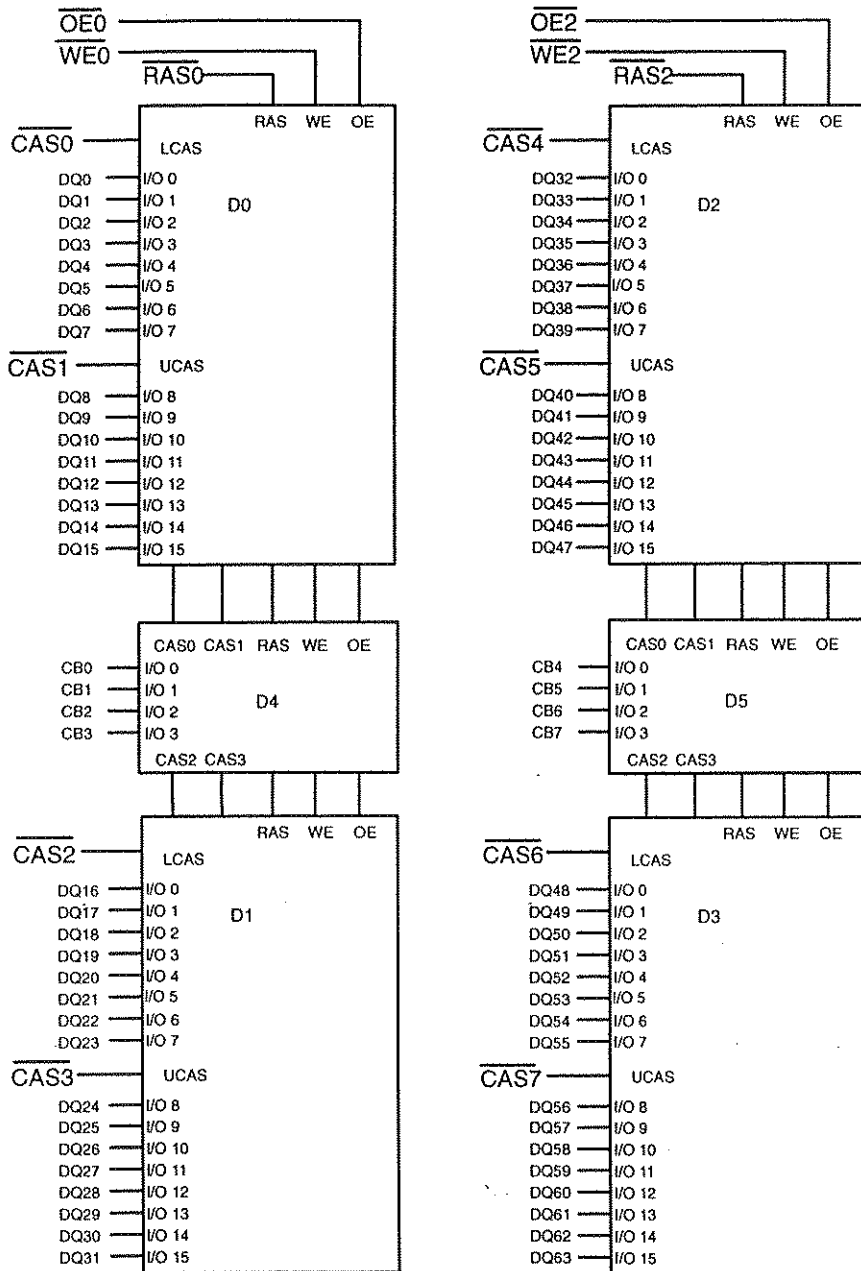 OE0
WE0
RAS0
RAS WE OE
CAS0
LCAS
DQ0 I/O 0
DQ1 I/O 1
D0
DQ2 I/O 2
DQ3 I/O 3
DQ4 I/O 4
DQ5 I/O 5
DQ6 I/O 6
DQ7 I/O 7
CAS1 UCAS
DQ8 I/O 8
DQ9 I/O 9
DQ10 I/O 10
DQ11 I/O 11
DQ12 I/O 12
DQ13 I/O 13
DQ14 I/O 14
DQ15 I/O 15
CAS0 CAS1 RAS WE OE
CB0 I/O 0
CB1 I/O 1
D4
CB2 I/O 2
CB3 I/O 3
CAS2 CAS3
RAS WE OE
CAS2
LCAS
DQ16 I/O 0
DQ17 I/O 1
D1
DQ18 I/O 2
DQ19 I/O 3
DQ20 I/O 4
DQ21 I/O 5
DQ22 I/O 6
DQ23 I/O 7
CAS3 UCAS
DQ24 I/O 8
DQ25 I/O 9
DQ26 I/O 10
DQ27 I/O 11
DQ28 I/O 12
DQ29 I/O 13
DQ30 I/O 14
DQ31 I/O 15
OE2
WE2
RAS2
RAS WE OE
CAS4
LCAS
DQ32 I/O 0
DQ33 I/O 1
D2
DQ34 I/O 2
DQ35 I/O 3
DQ36 I/O 4
DQ37 I/O 5
DQ38 I/O 6
DQ39 I/O 7
CAS5 UCAS
DQ40 I/O 8
DQ41 I/O 9
DQ42 I/O 10
DQ43 I/O 11
DQ44 I/O 12
DQ45 I/O 13
DQ46 I/O 14
DQ47 I/O 15
CAS0 CAS1 RAS WE OE
CB4 I/O 0
CB5 I/O 1
D5
CB6 I/O 2
CB7 I/O 3
CAS2 CAS3
RAS WE OE
CAS6
LCAS
DQ48 I/O 0
DQ49 I/O 1
D3
DQ50 I/O 2
DQ51 I/O 3
DQ52 I/O 4
DQ53 I/O 5
DQ54 I/O 6
DQ55 I/O 7
CAS7 UCAS
DQ56 I/O 8
DQ57 I/O 9
DQ58 I/O 10
DQ59 I/O 11
DQ60 I/O 12
DQ61 I/O 13
DQ62 I/O 14
DQ63 I/O 15